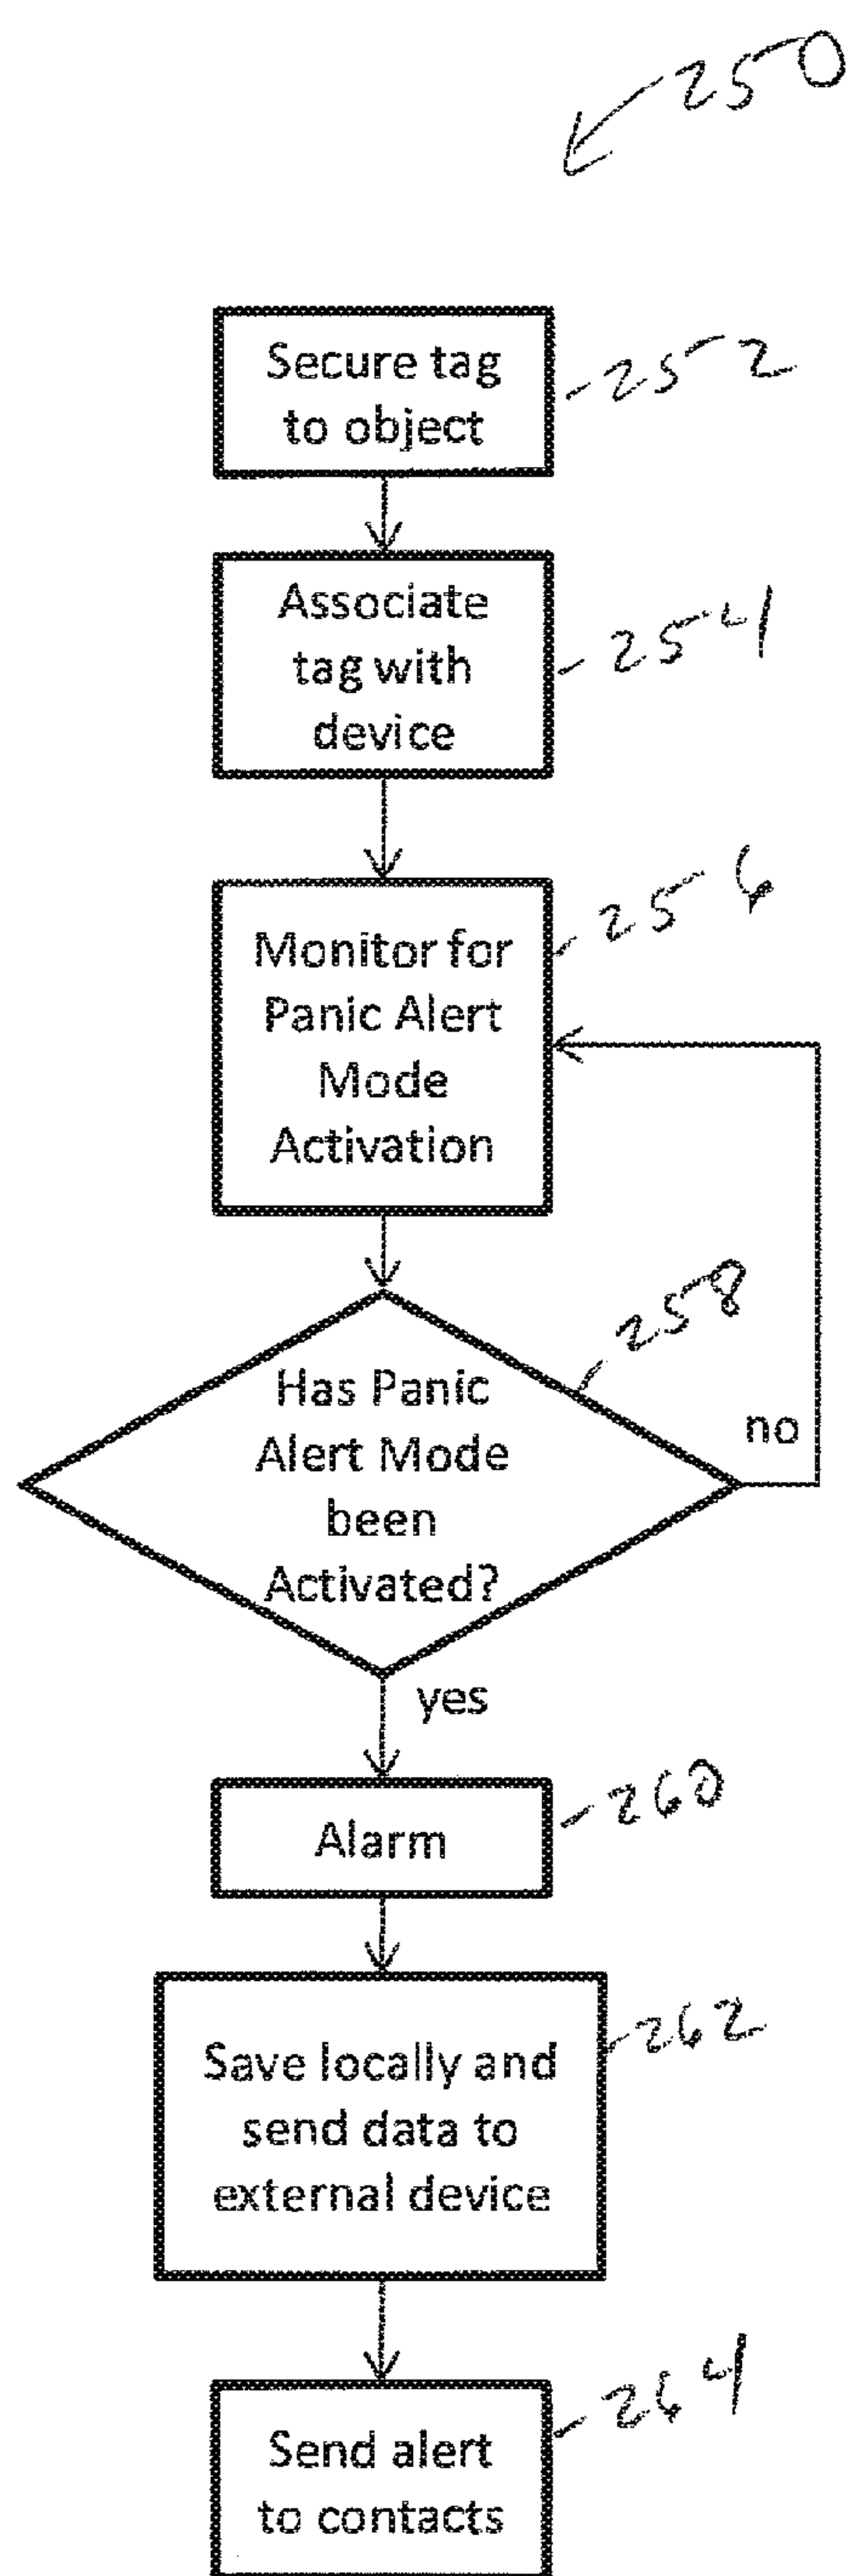 250
Secure tag
to object
252
Associate
tag with
device
254
Monitor for
Panic Alert
Mode
Activation
256
Has Panic
Alert Mode
been
Activated?
258
no
yes
Alarm
260
Save locally and
send data to
external device
262
Send alert
to contacts
264